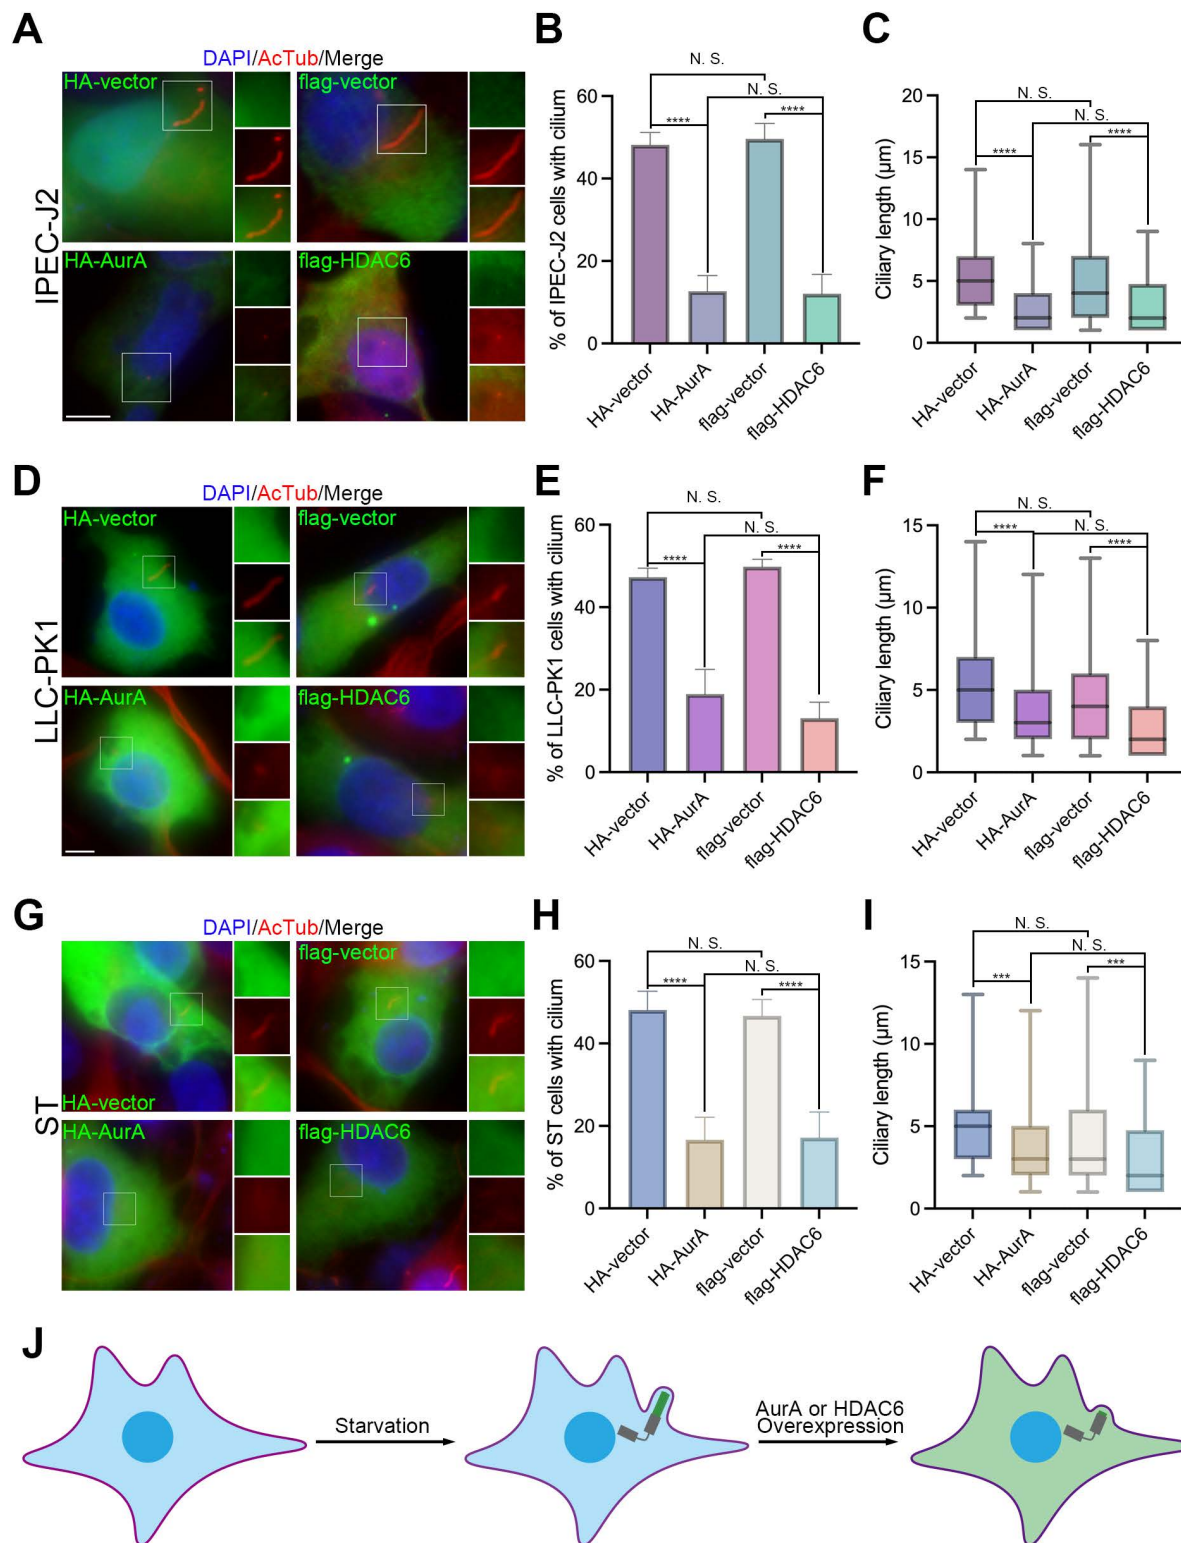 A
DAPI/AcTub/Merge
IPEC-J2
HA-vector
flag-vector
HA-AurA
flag-HDAC6
B
% of IPEC-J2 cells with cilium
60
40
20
0
N. S.
N. S.
****
****
HA-vector
HA-AurA
flag-vector
flag-HDAC6
C
Ciliary length (μm)
20
15
10
5
0
N. S.
N. S.
****
****
HA-vector
HA-AurA
flag-vector
flag-HDAC6
D
DAPI/AcTub/Merge
LLC-PK1
HA-vector
flag-vector
HA-AurA
flag-HDAC6
E
% of LLC-PK1 cells with cilium
60
40
20
0
N. S.
N. S.
****
****
HA-vector
HA-AurA
flag-vector
flag-HDAC6
F
Ciliary length (μm)
15
10
5
0
N. S.
N. S.
****
****
HA-vector
HA-AurA
flag-vector
flag-HDAC6
G
DAPI/AcTub/Merge
ST
HA-vector
flag-vector
HA-AurA
flag-HDAC6
H
% of ST cells with cilium
60
40
20
0
N. S.
N. S.
****
****
HA-vector
HA-AurA
flag-vector
flag-HDAC6
I
Ciliary length (μm)
15
10
5
0
N. S.
N. S.
***
***
HA-vector
HA-AurA
flag-vector
flag-HDAC6
J
Starvation
AurA or HDAC6
Overexpression